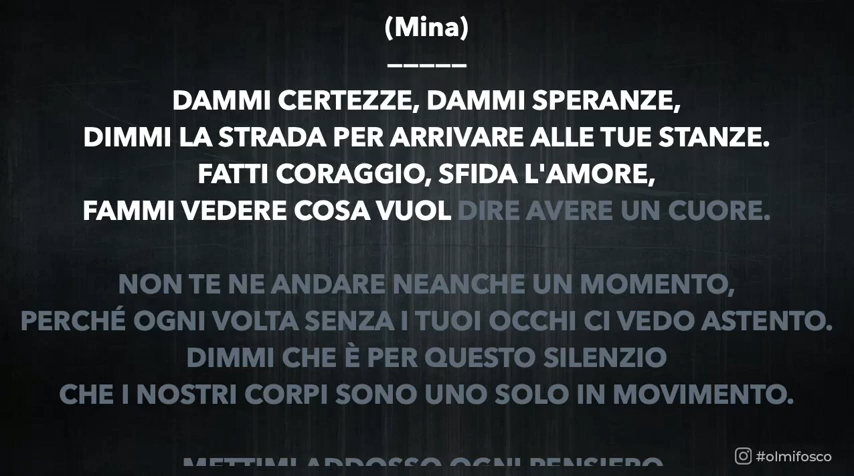 (Mina)
–––––
DAMMI CERTEZZE, DAMMI SPERANZE,
DIMMI LA STRADA PER ARRIVARE ALLE TUE STANZE.
FATTI CORAGGIO, SFIDA L'AMORE,
FAMMI VEDERE COSA VUOL DIRE AVERE UN CUORE.
NON TE NE ANDARE NEANCHE UN MOMENTO,
PERCHÉ OGNI VOLTA SENZA I TUOI OCCHI CI VEDO ASTENTO.
DIMMI CHE È PER QUESTO SILENZIO
CHE I NOSTRI CORPI SONO UNO SOLO IN MOVIMENTO.
METTIMI ADDOSSO OGNI PENSIERO
#olmifosco